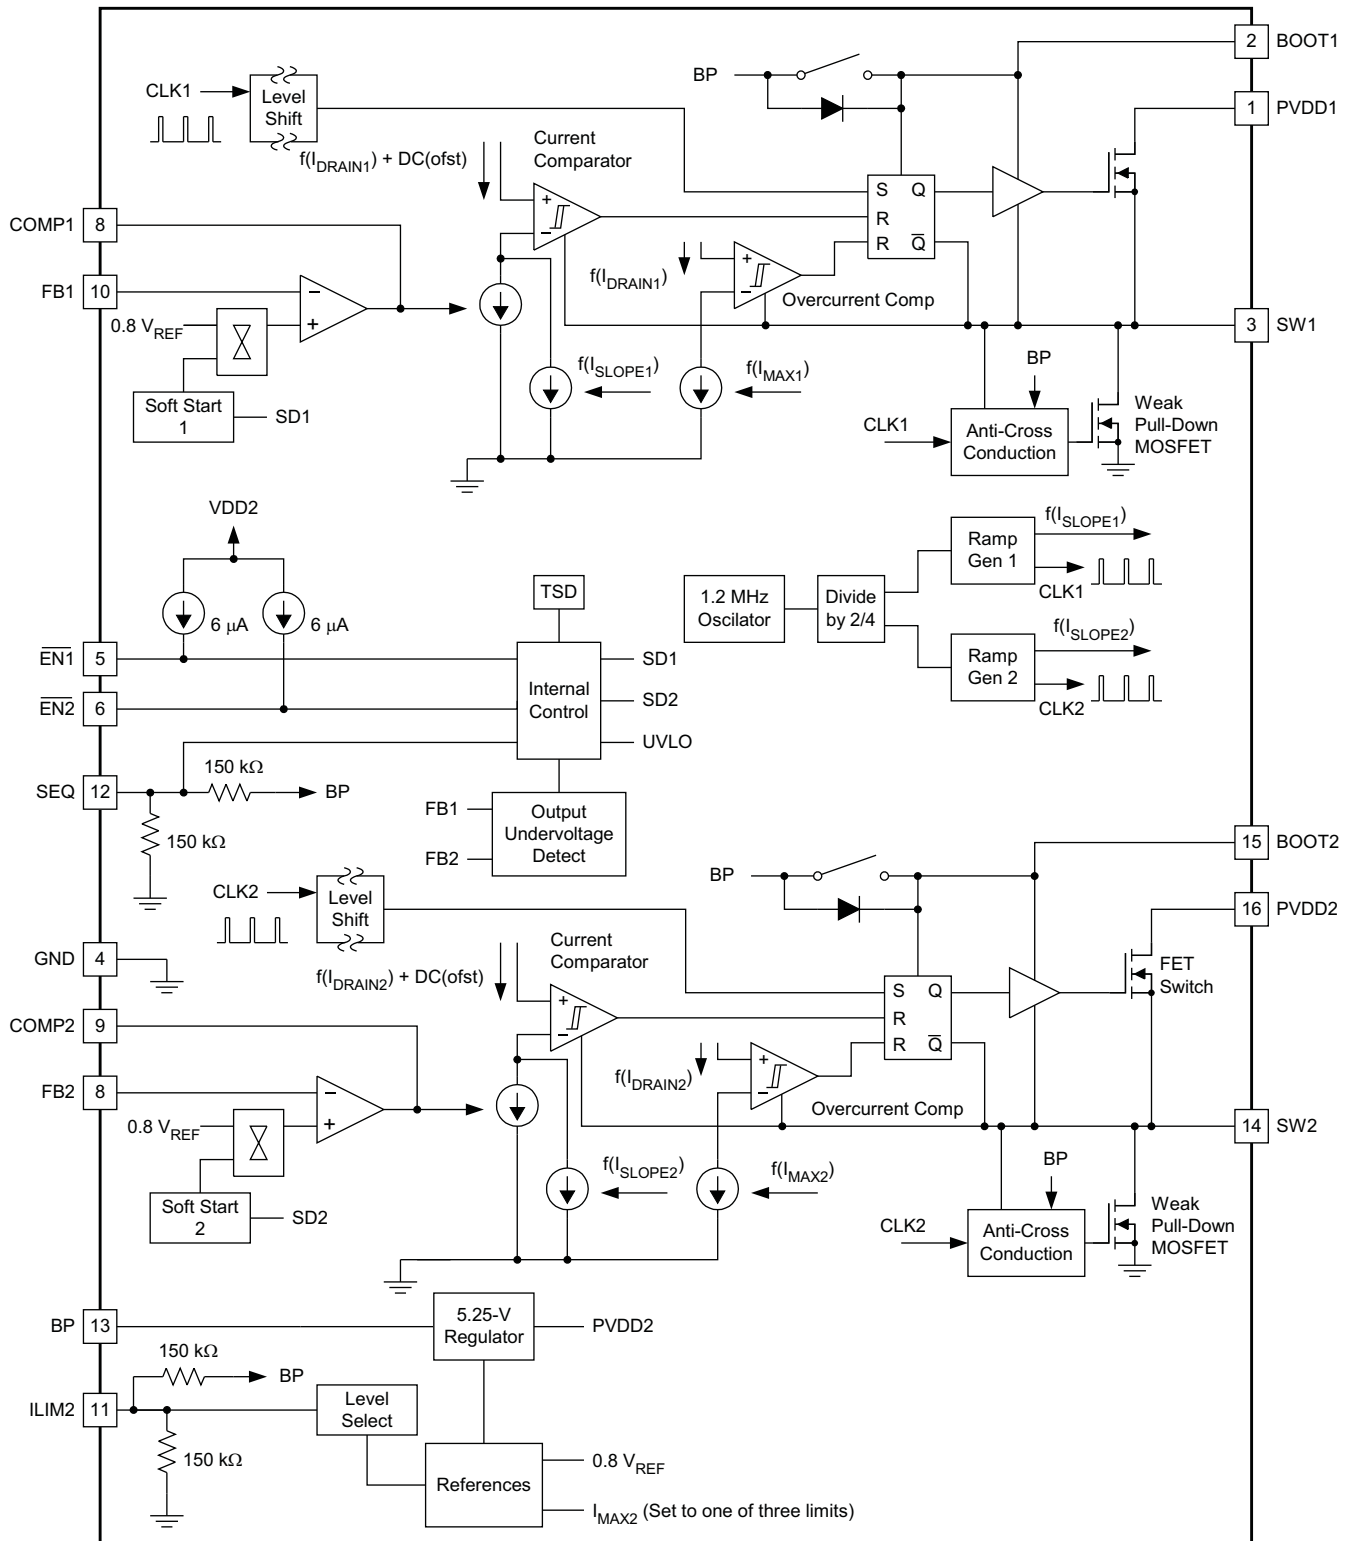 2 BOOT1
BP
CLK1
Level
Shift
1 PVDD1
Current
Comparator
f(IDRAIN1) + DC(ofst)
+
−
S Q
R
R Q̅
COMP1 8
FB1 10
−
+
0.8 VREF
f(IDRAIN1)
+
−
Overcurrent Comp
3 SW1
BP
f(ISLOPE1)
f(IMAX1)
Soft Start
1
SD1
CLK1
Anti-Cross
Conduction
Weak
Pull-Down
MOSFET
VDD2
6 μA
6 μA
TSD
1.2 MHz
Oscilator
Divide
by 2/4
Ramp
Gen 1
f(ISLOPE1)
CLK1
Ramp
Gen 2
f(ISLOPE2)
CLK2
E̅N̅1̅ 5
E̅N̅2̅ 6
Internal
Control
SD1
SD2
UVLO
SEQ 12
150 kΩ
BP
150 kΩ
FB1
FB2
Output
Undervoltage
Detect
15 BOOT2
BP
CLK2
Level
Shift
16 PVDD2
FET
Switch
GND 4
Current
Comparator
f(IDRAIN2) + DC(ofst)
+
−
S Q
R
R Q̅
COMP2 9
FB2 8
−
+
0.8 VREF
f(IDRAIN2)
+
−
Overcurrent Comp
14 SW2
BP
f(ISLOPE2)
f(IMAX2)
Soft Start
2
SD2
CLK2
Anti-Cross
Conduction
Weak
Pull-Down
MOSFET
BP 13
5.25-V
Regulator
PVDD2
150 kΩ
BP
ILIM2 11
Level
Select
150 kΩ
References
0.8 VREF
IMAX2 (Set to one of three limits)